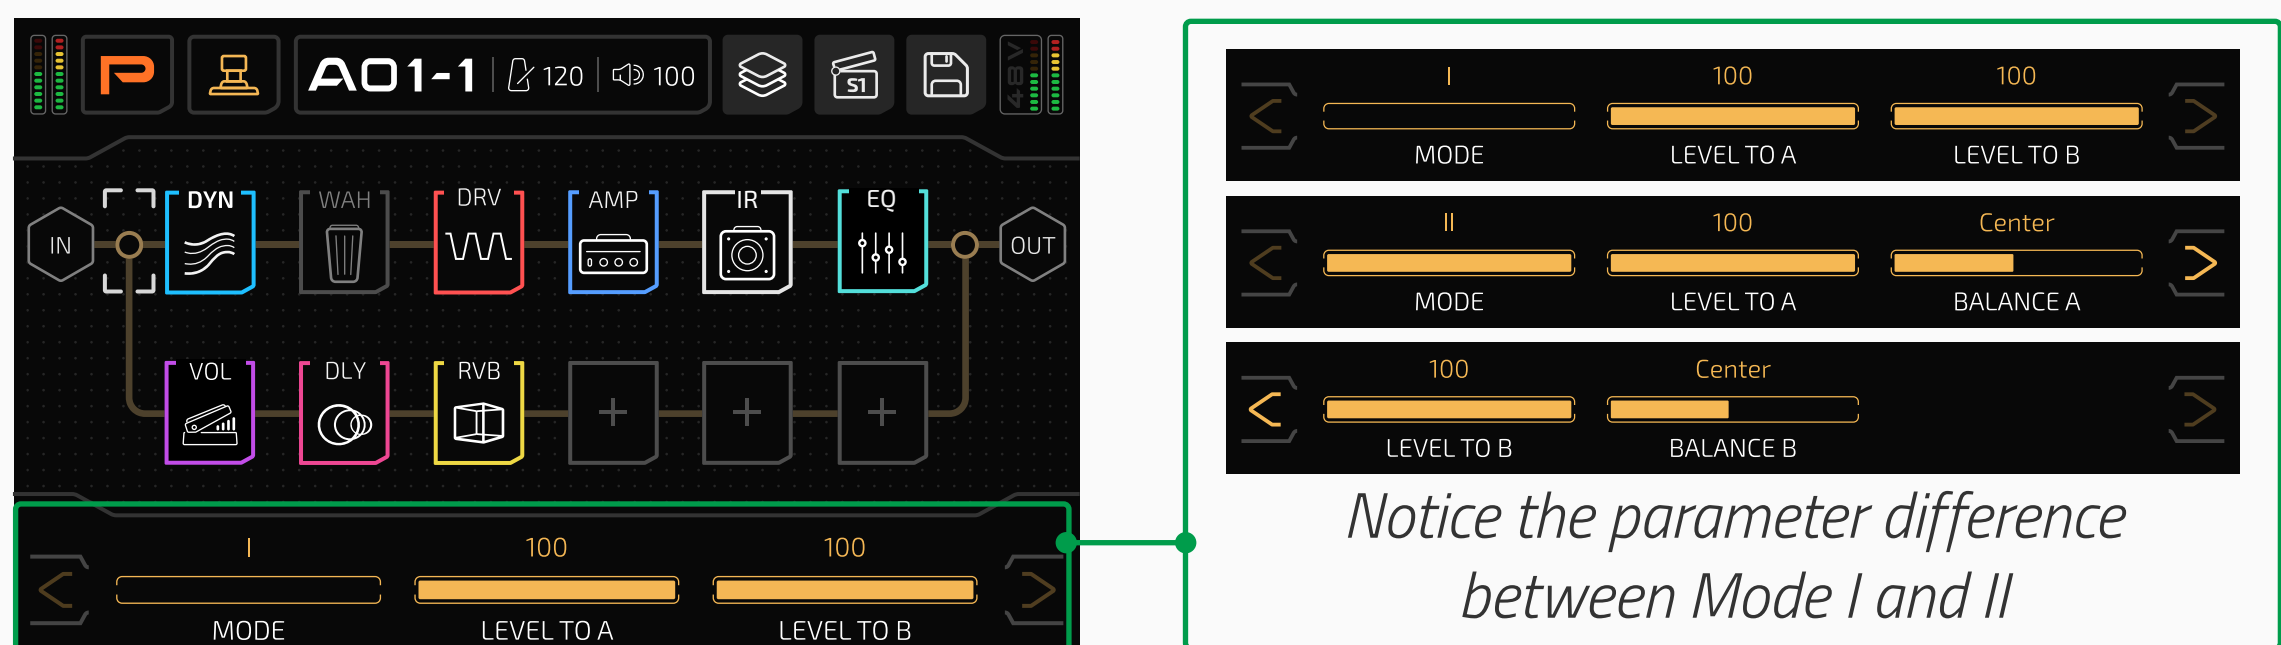 A01-1 120 100 S1 48V
DYN WAH DRV AMP IR EQ
IN OUT
VOL DLY RVB
I 100 100
MODE LEVEL TO A LEVEL TO B
I 100 100
MODE LEVEL TO A LEVEL TO B
II 100 Center
MODE LEVEL TO A BALANCE A
100 Center
LEVEL TO B BALANCE B
Notice the parameter difference
between Mode I and II